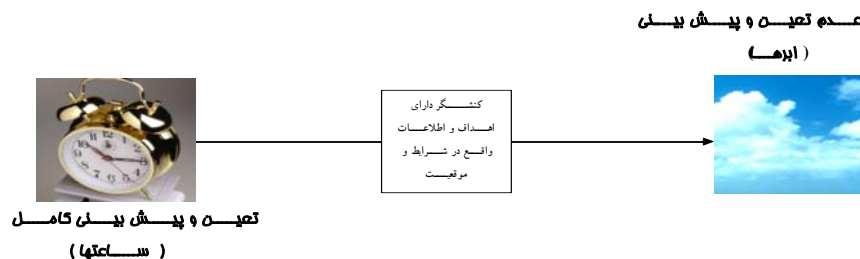 عدم تعین و پیش بینی
( ابرها)
کنشگر دارای
اهداف و اطلاعات
واقع در شرایط و
موقعیت
تعین و پیش بینی کامل
( ساعتها )